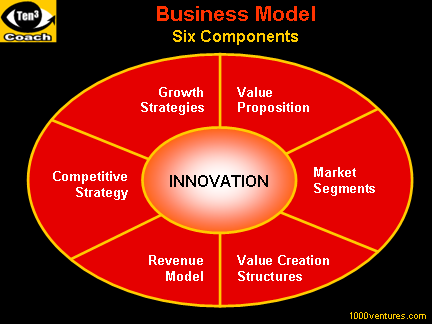 Ten3
Coach
Business Model
Six Components
Growth
Strategies
Value
Proposition
Competitive
Strategy
INNOVATION
Market
Segments
Revenue
Model
Value Creation
Structures
1000ventures.com